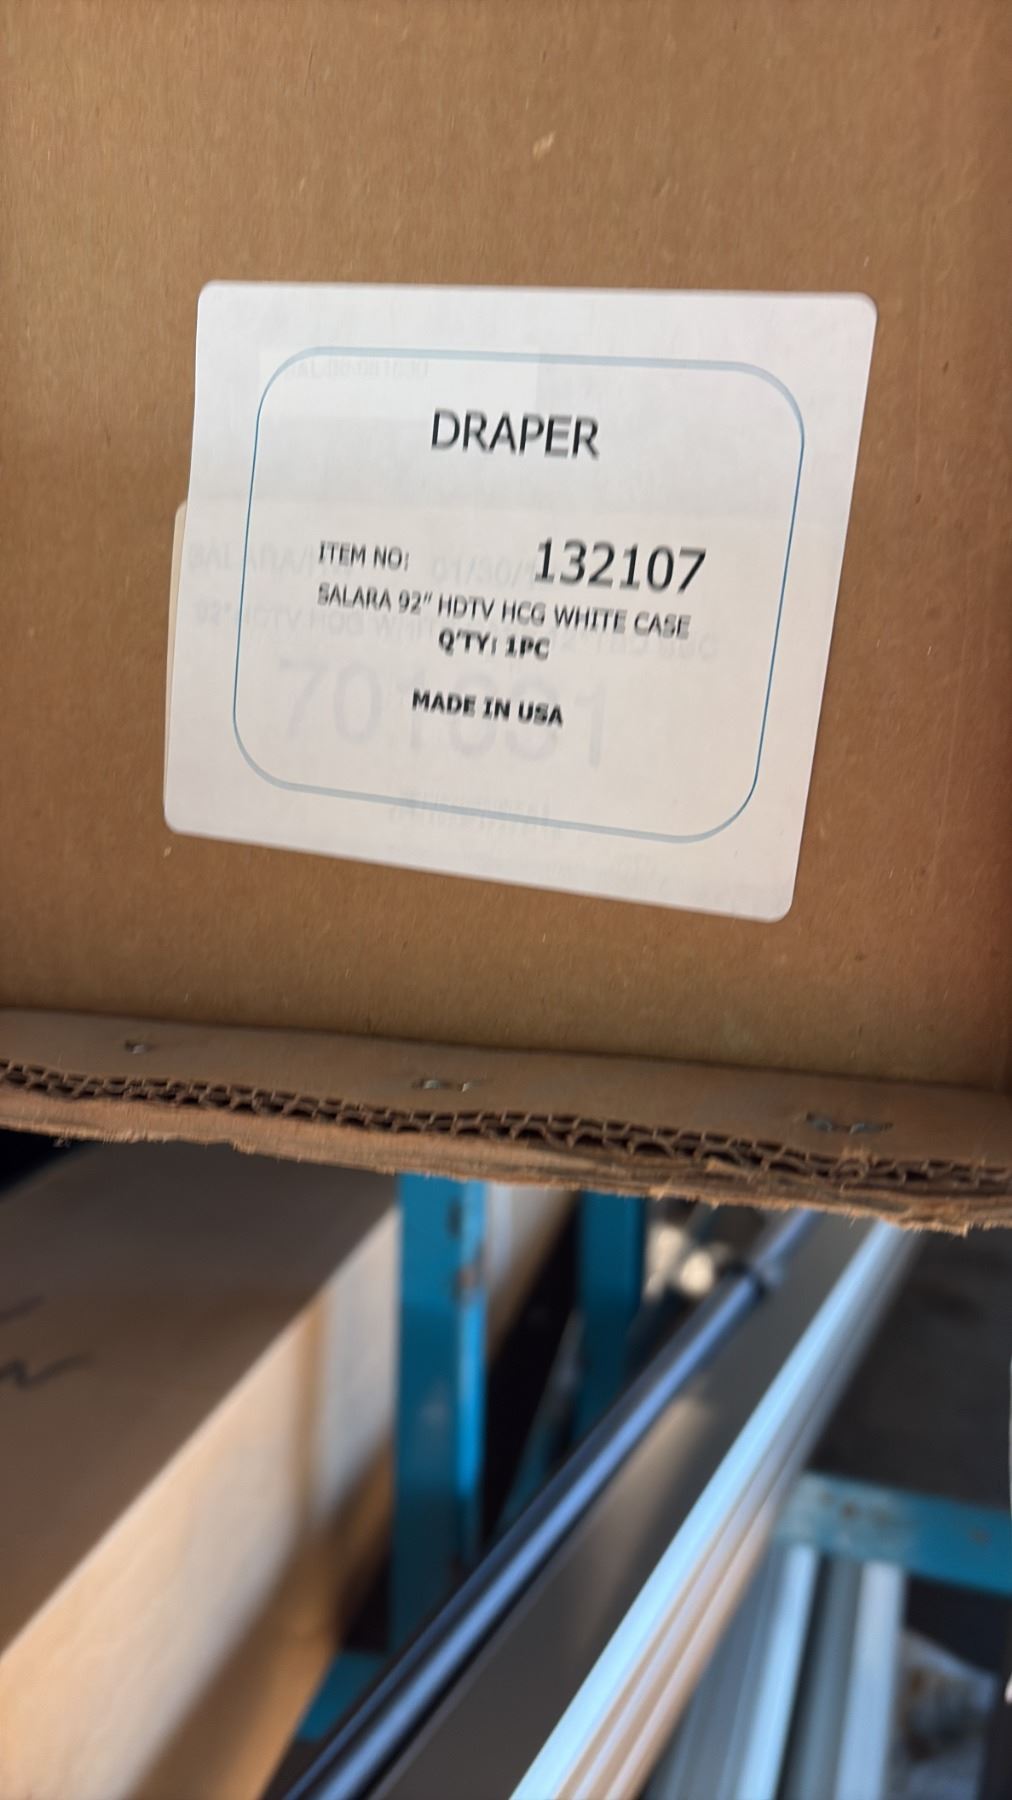 DRAPER
ITEM NO: 132107
SALARA 92" HDTV HCG WHITE CASE
Q'TY: 1PC
MADE IN USA